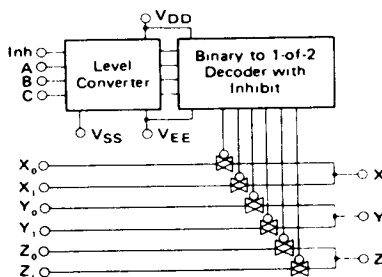 VDD
Inh
A
B
C
Level
Converter
Binary to 1-of-2
Decoder with
Inhibit
VSS
VEE
X0
X1
X
Y0
Y1
Y
Z0
Z
Z1